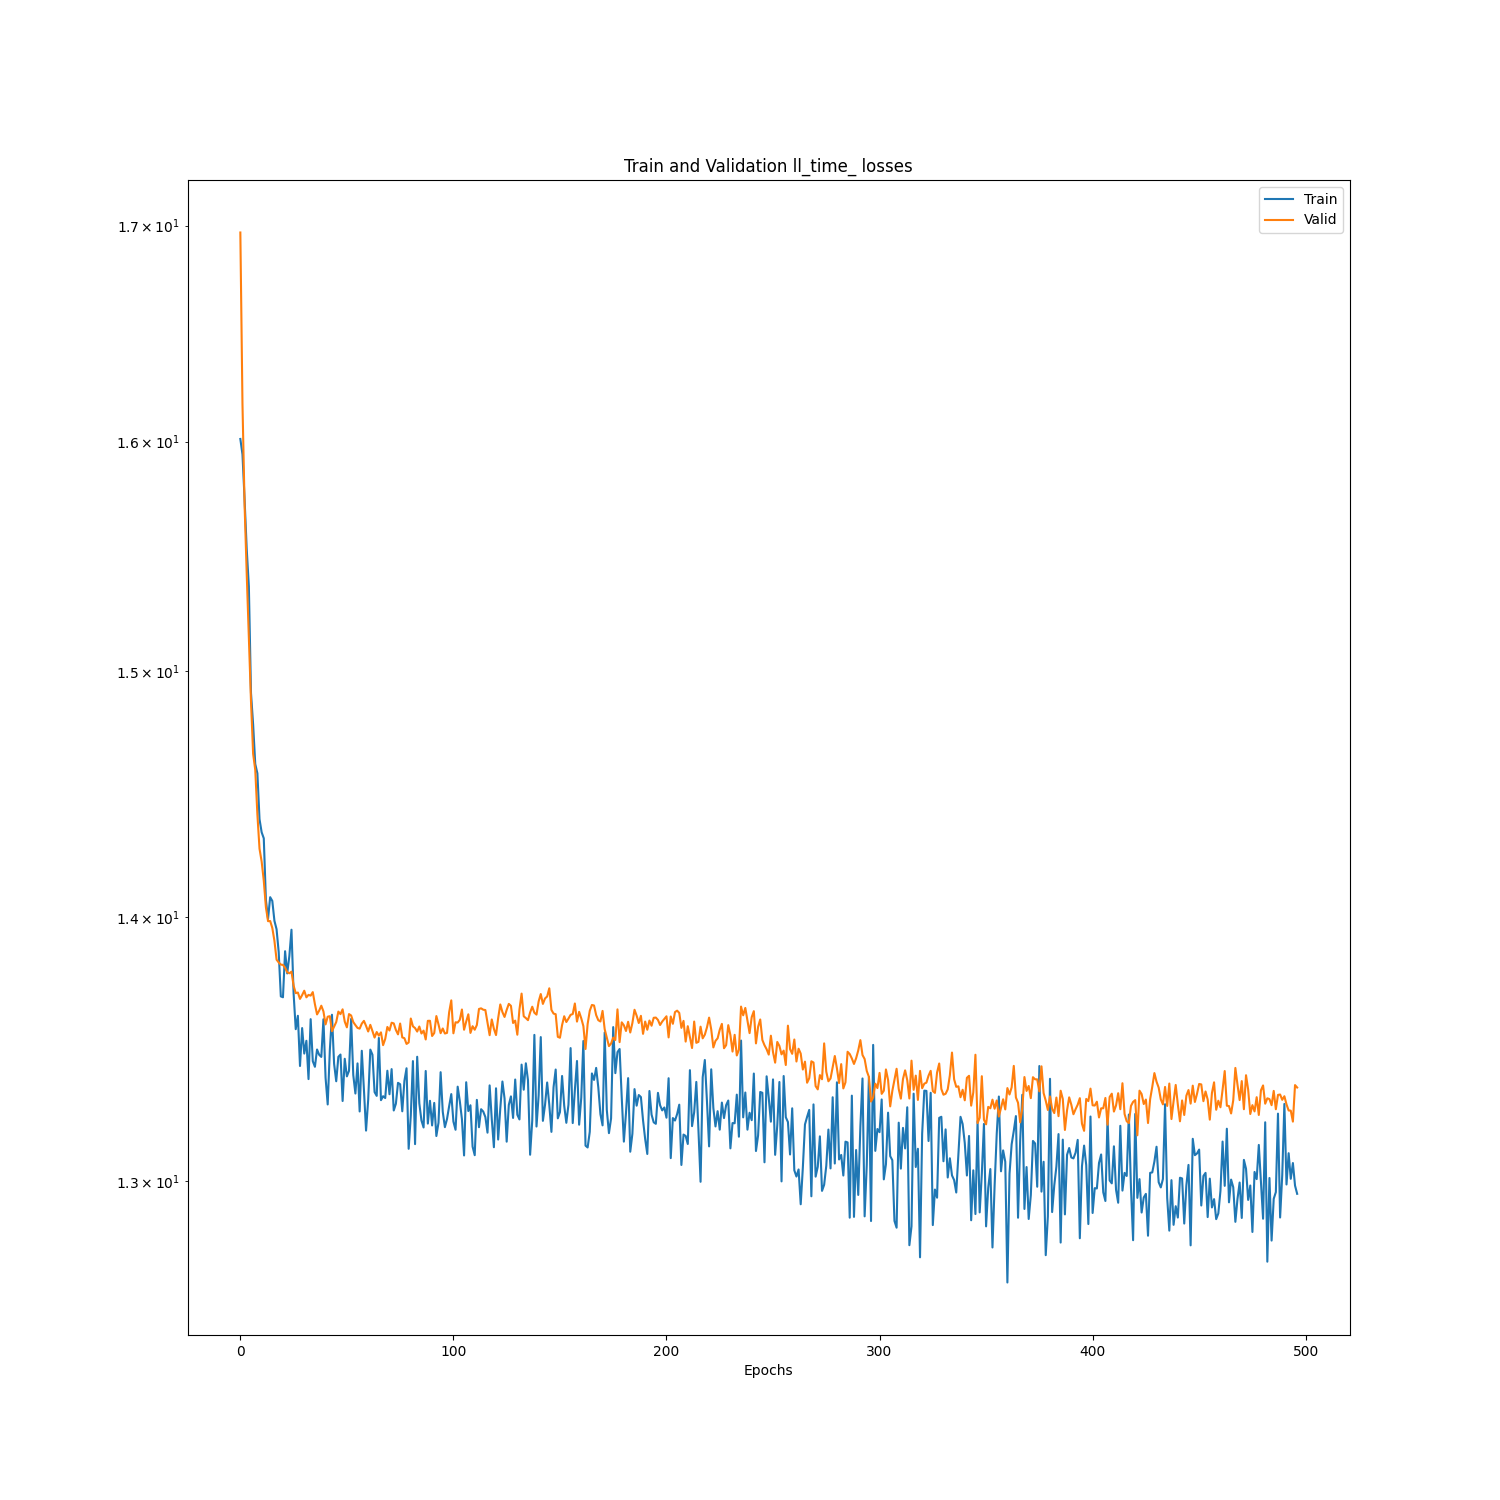 Train and Validation ll_time_ losses
Train
Valid
1.7 × 10¹
1.6 × 10¹
1.5 × 10¹
1.4 × 10¹
1.3 × 10¹
0 100 200 300 400 500
Epochs